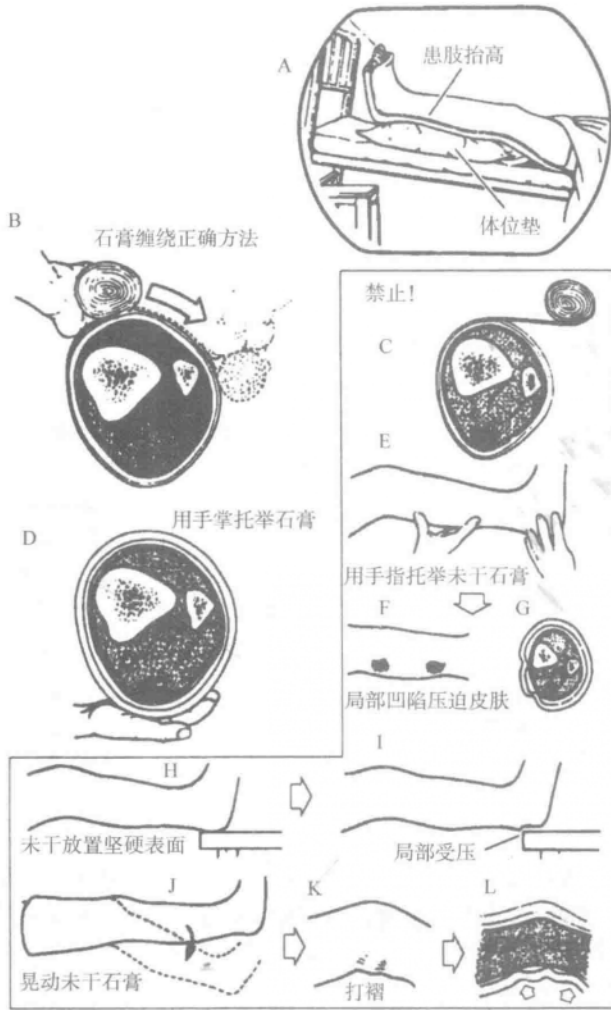 A
患肢抬高
体位垫
B
石膏缠绕正确方法
禁止!
C
E
用手掌托举石膏
D
用手指托举未干石膏
F
G
局部凹陷压迫皮肤
H
I
未干放置坚硬表面
局部受压
J
K
L
晃动未干石膏
打褶